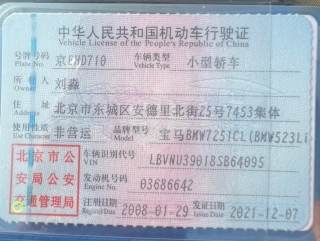 中华人民共和国机动车行驶证
Vehicle License of the People's Republic of China
号牌号码 京 D710 车辆类型 小型轿车
Plate No. Vehicle Type
所有人 刘淼
Owner
住址 北京市东城区安德里北街25号7453集体
Address
使用性质 非营运 品牌型号 宝马BMW7251CL(BMW523Li
Use Character Model
北京市公安局公安交通管理局
车辆识别代号 LBVNU39018SB64095
VIN
发动机号码 03686642
Engine No.
注册日期 2008-01-29 发证日期 2021-12-07
Register Date Issue Date